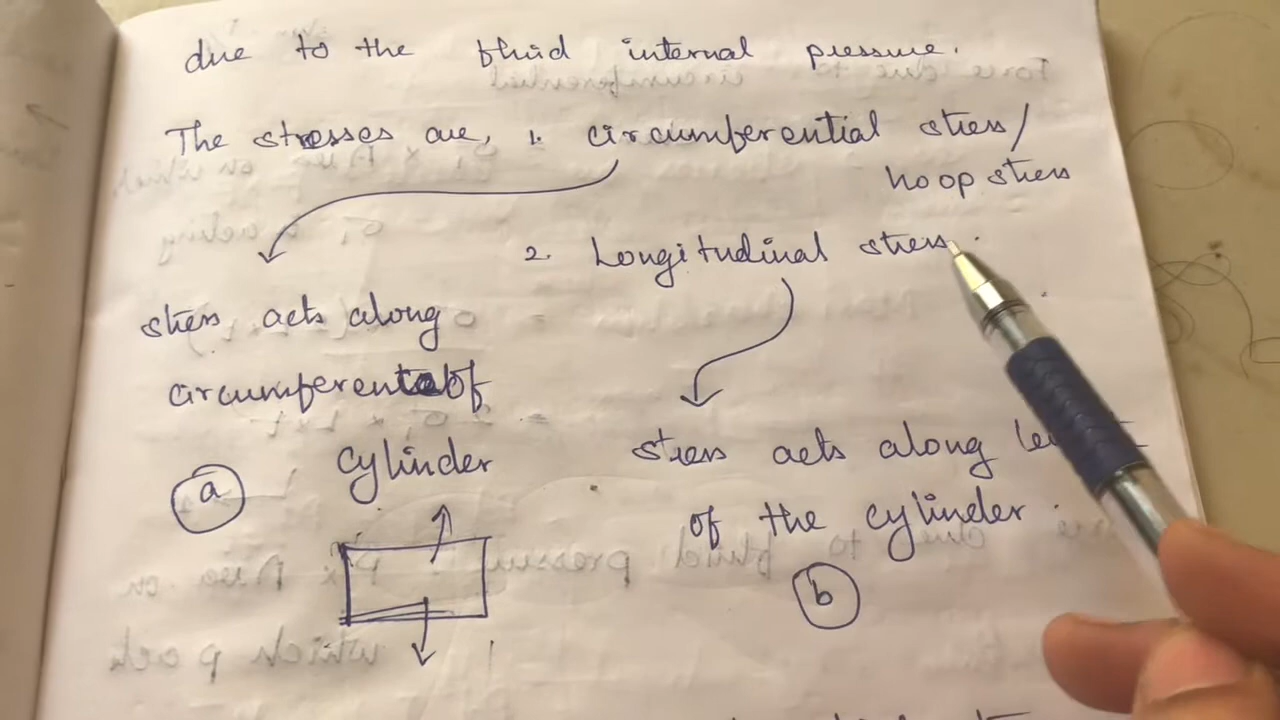 due to the fluid internal pressure.
The stresses are, 1. circumferential stress/
hoop stress
2. Longitudinal stress.
stress acts along
circumference of
cylinder
a
stress acts along
of the cylinder.
b